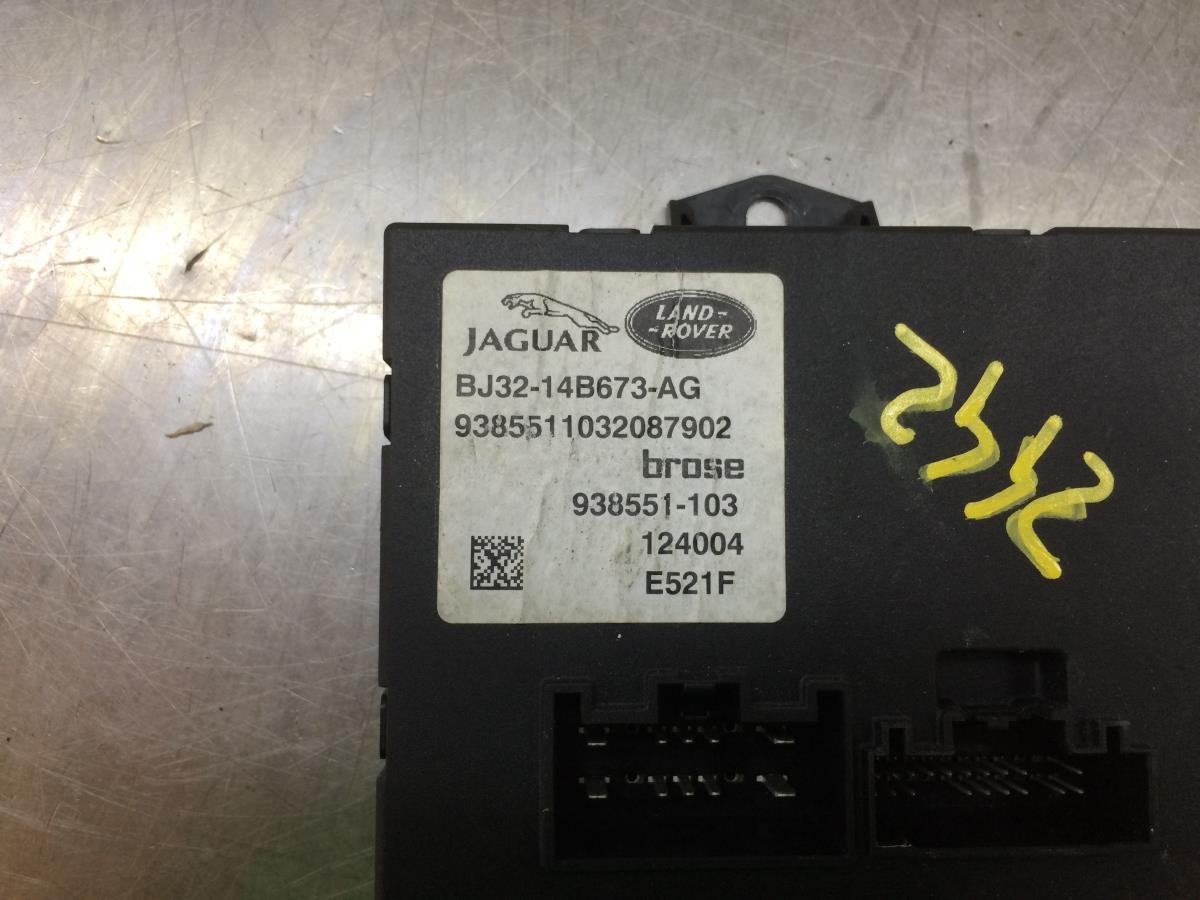 JAGUAR
LAND-
-ROVER
BJ32-14B673-AG
9385511032087902
brose
938551-103
124004
E521F